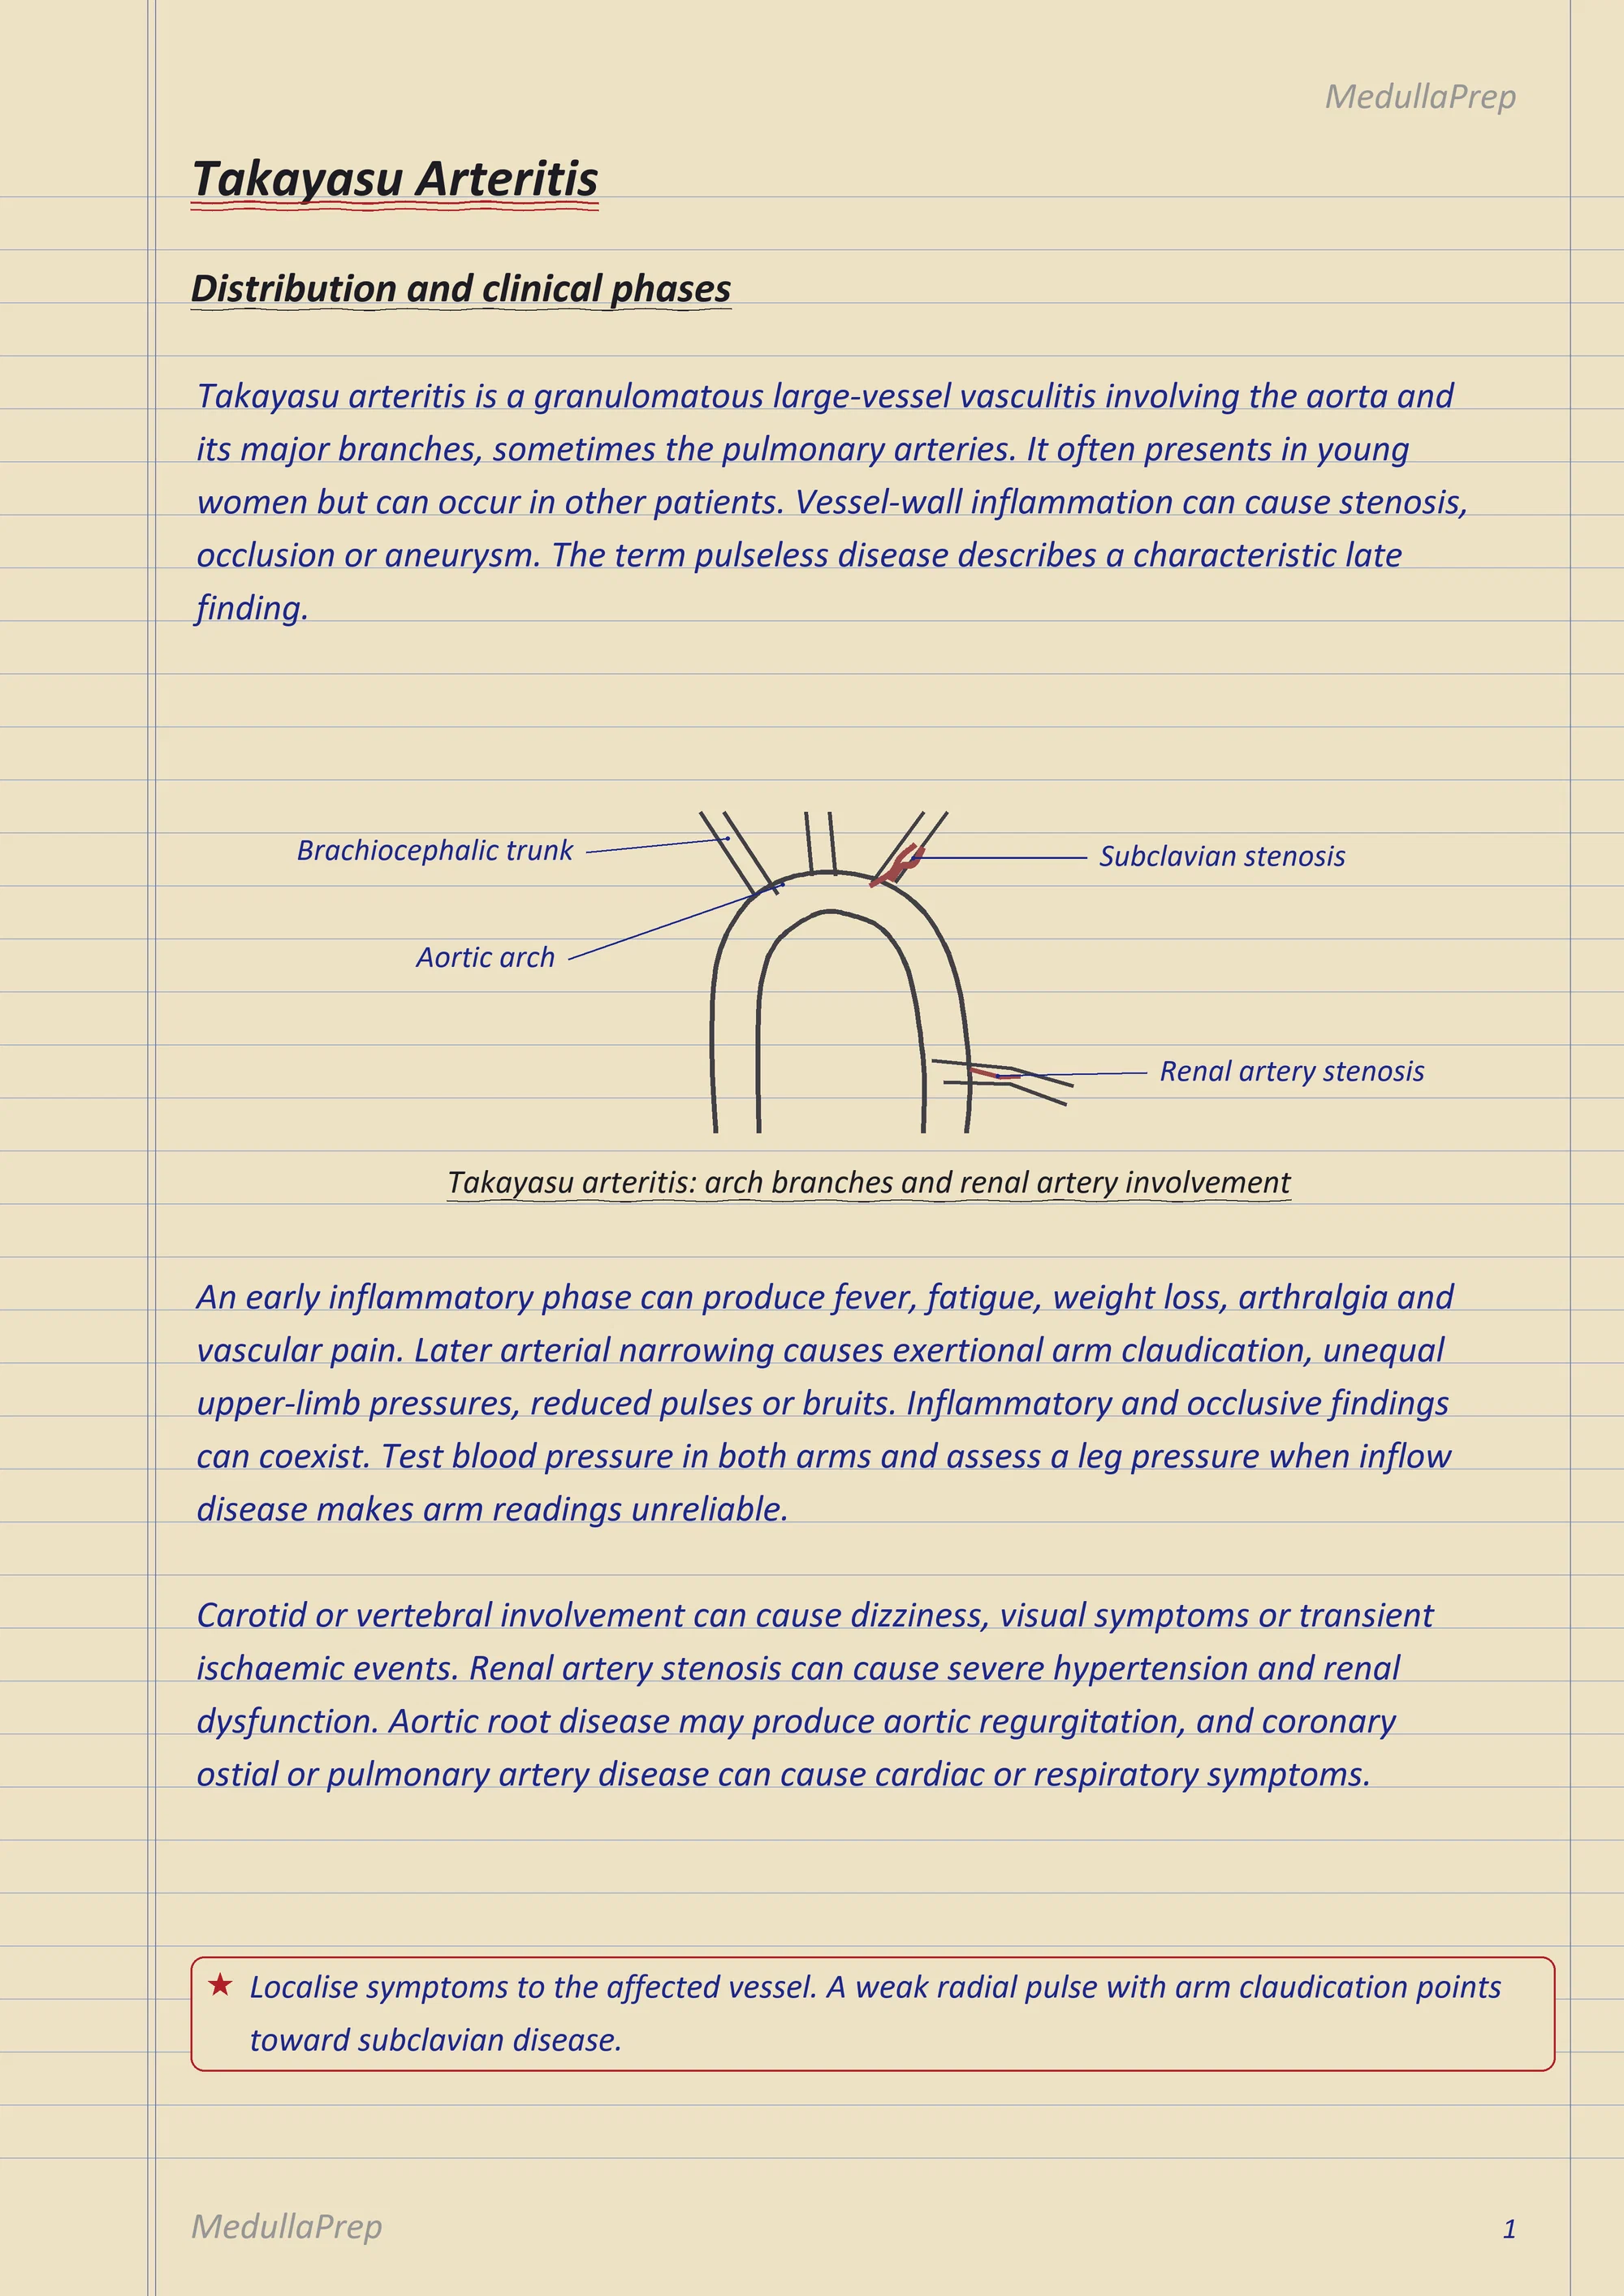 MedullaPrep
Takayasu Arteritis
Distribution and clinical phases
Takayasu arteritis is a granulomatous large-vessel vasculitis involving the aorta and
its major branches, sometimes the pulmonary arteries. It often presents in young
women but can occur in other patients. Vessel-wall inflammation can cause stenosis,
occlusion or aneurysm. The term pulseless disease describes a characteristic late
finding.
Brachiocephalic trunk
Subclavian stenosis
Aortic arch
Renal artery stenosis
Takayasu arteritis: arch branches and renal artery involvement
An early inflammatory phase can produce fever, fatigue, weight loss, arthralgia and
vascular pain. Later arterial narrowing causes exertional arm claudication, unequal
upper-limb pressures, reduced pulses or bruits. Inflammatory and occlusive findings
can coexist. Test blood pressure in both arms and assess a leg pressure when inflow
disease makes arm readings unreliable.
Carotid or vertebral involvement can cause dizziness, visual symptoms or transient
ischaemic events. Renal artery stenosis can cause severe hypertension and renal
dysfunction. Aortic root disease may produce aortic regurgitation, and coronary
ostial or pulmonary artery disease can cause cardiac or respiratory symptoms.
★ Localise symptoms to the affected vessel. A weak radial pulse with arm claudication points
toward subclavian disease.
MedullaPrep
1